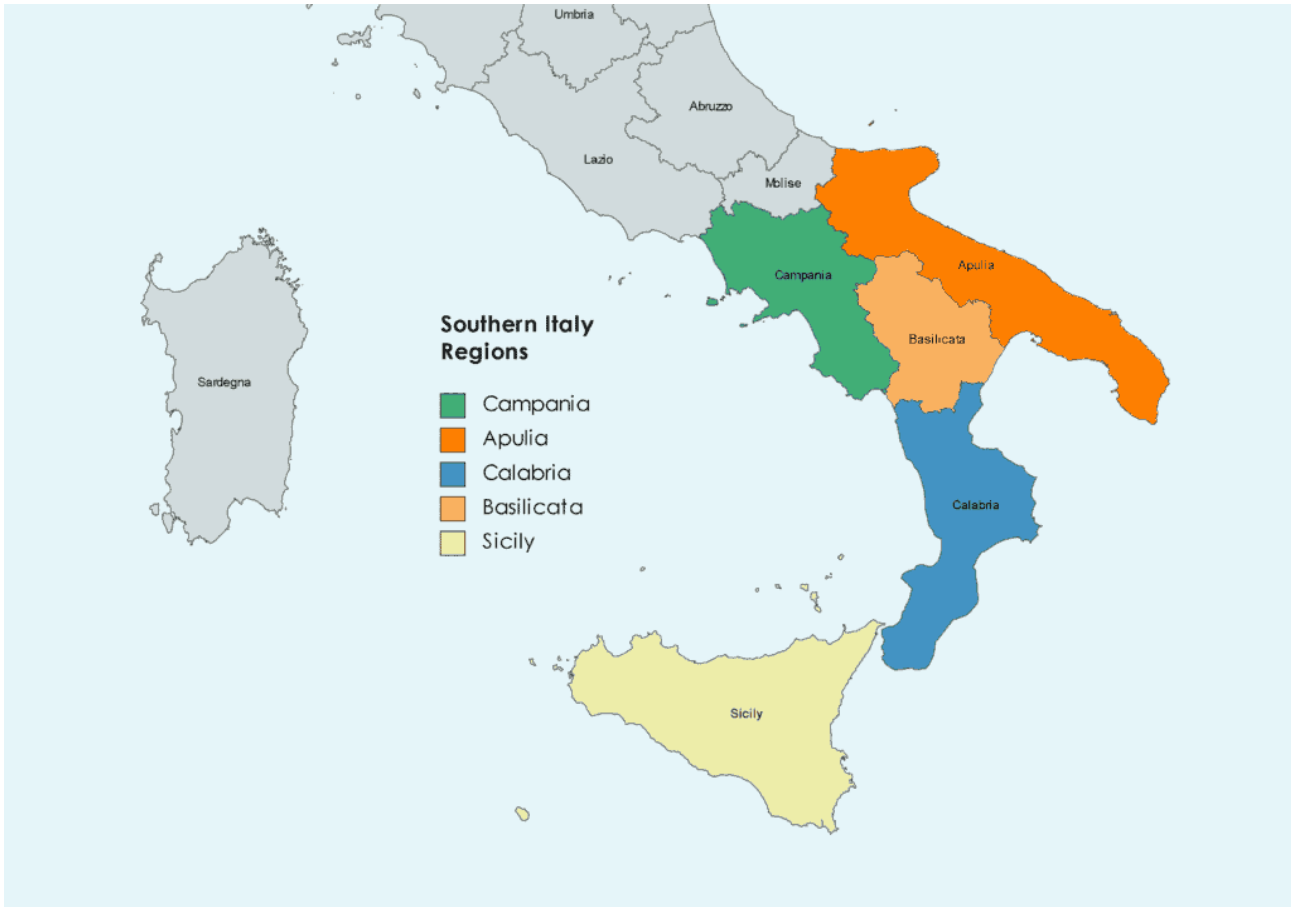 Umbria
Abruzzo
Lazio
Molise
Apulia
Campania
Southern Italy
Regions
Basilicata
Sardegna
Campania
Apulia
Calabria
Basilicata
Sicily
Calabria
Sicily